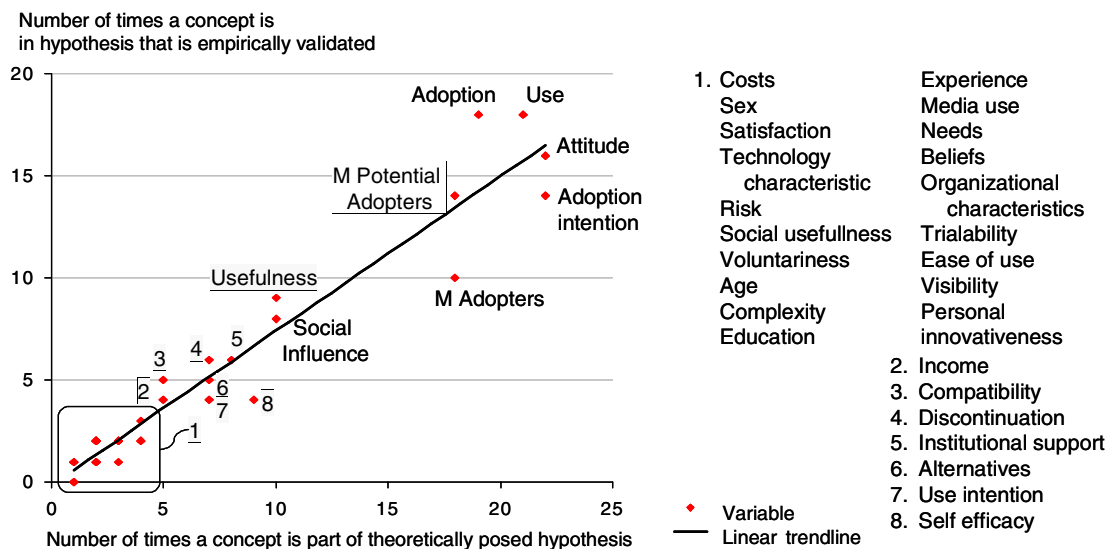 Number of times a concept is
in hypothesis that is empirically validated
20
15
10
5
0
0
5
10
15
20
25
Adoption
Use
Attitude
M Potential
Adopters
Adoption
intention
Usefulness
M Adopters
Social
Influence
3
4
5
2
6
7
8
1
Number of times a concept is part of theoretically posed hypothesis
1. Costs
Sex
Satisfaction
Technology
characteristic
Risk
Social usefullness
Voluntariness
Age
Complexity
Education
Experience
Media use
Needs
Beliefs
Organizational
characteristics
Trialability
Ease of use
Visibility
Personal
innovativeness
2. Income
3. Compatibility
4. Discontinuation
5. Institutional support
6. Alternatives
7. Use intention
8. Self efficacy
Variable
Linear trendline